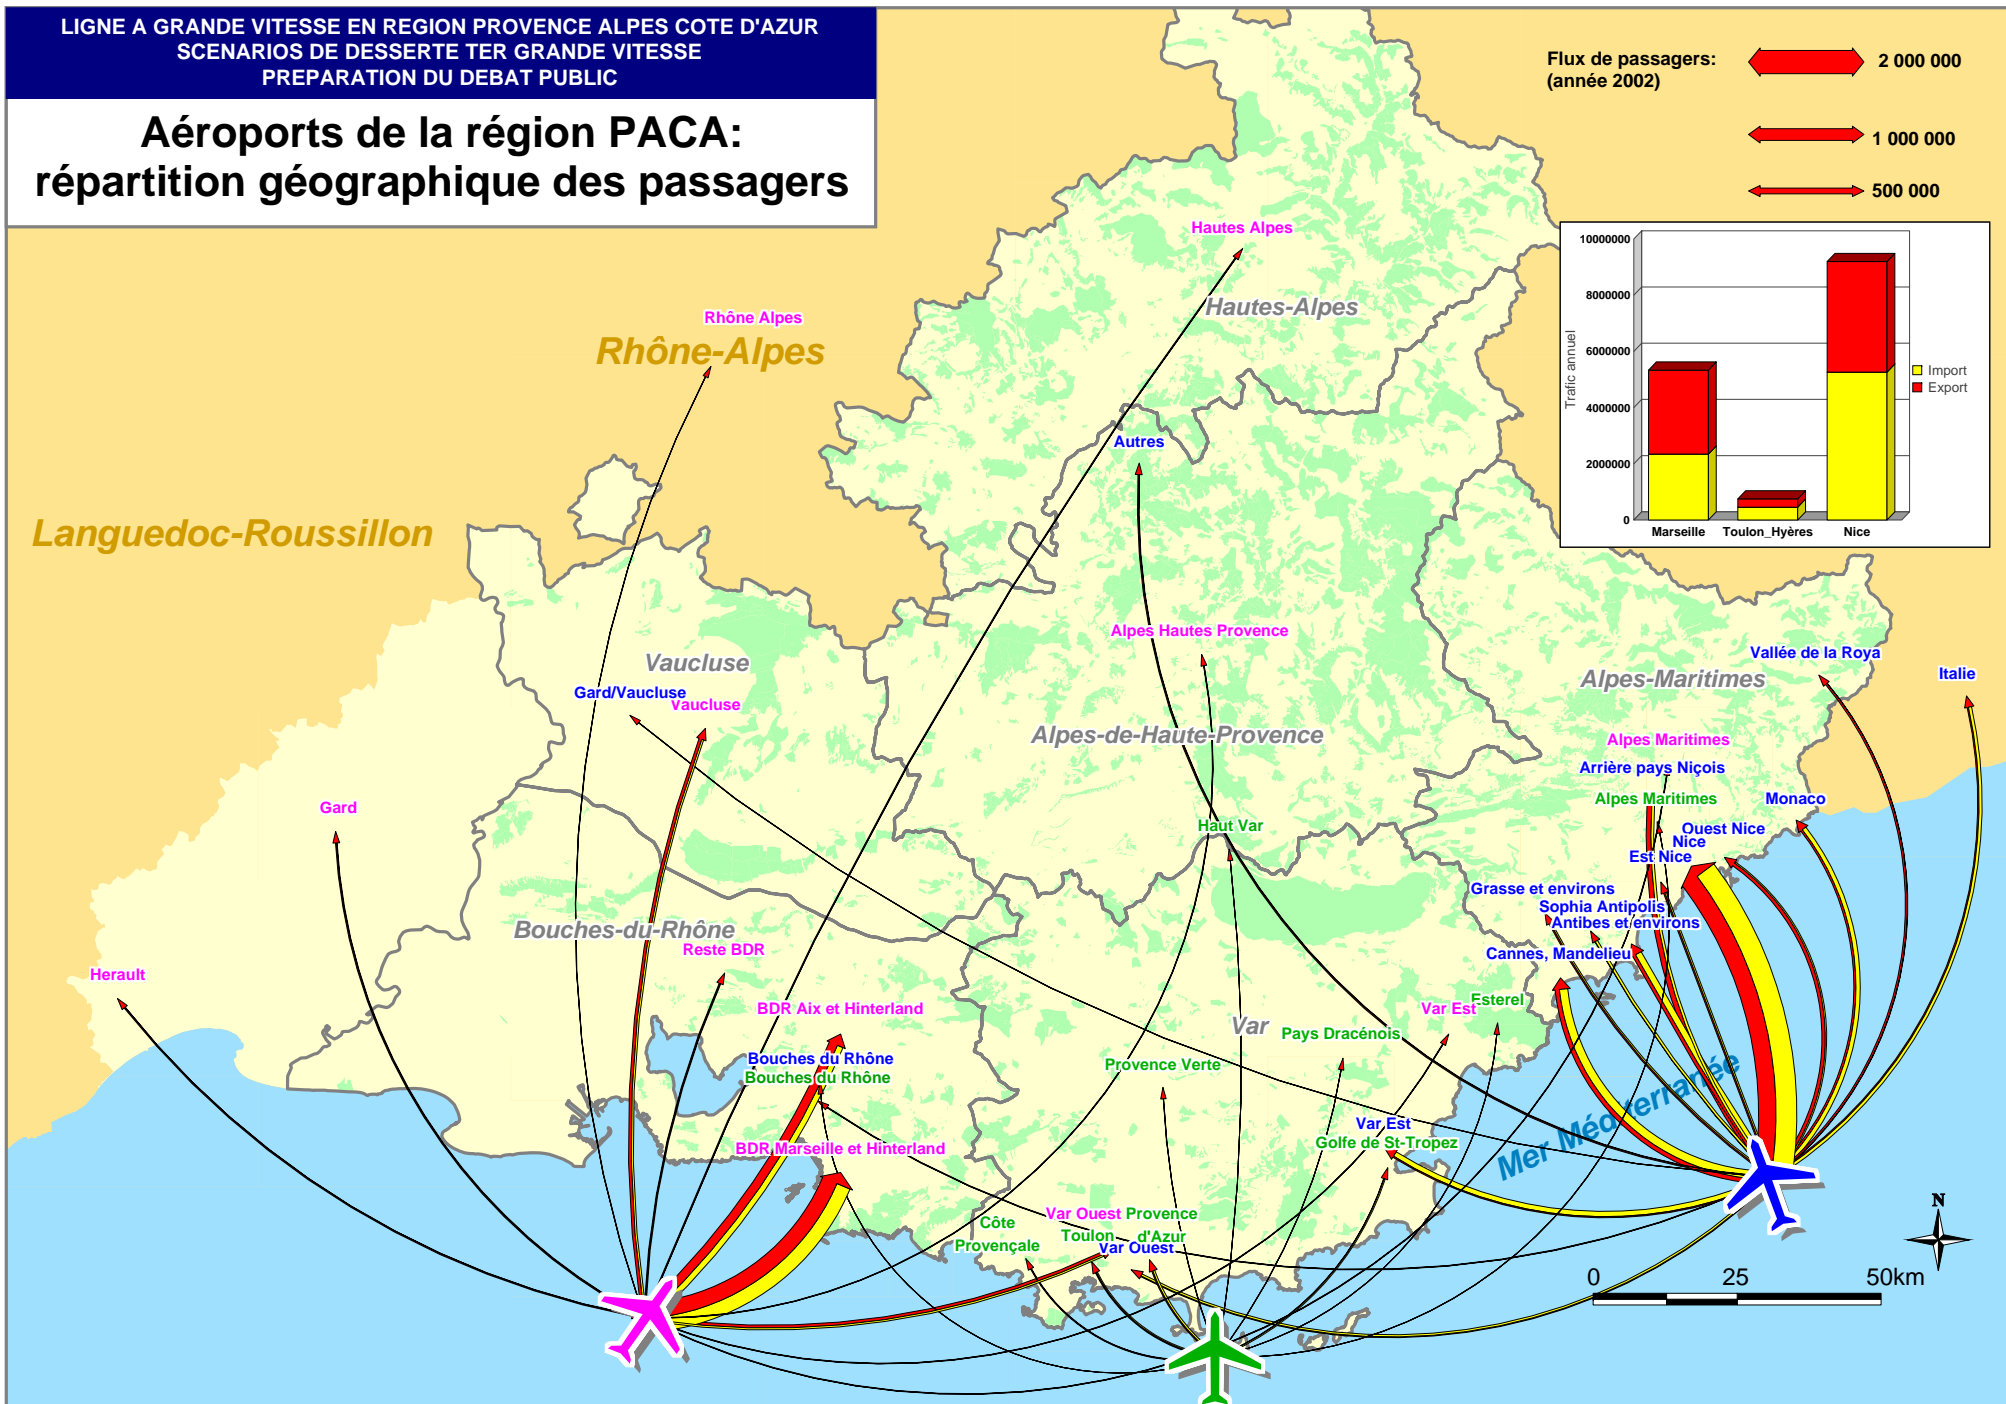 LIGNE A GRANDE VITESSE EN REGION PROVENCE ALPES COTE D'AZUR
SCENARIOS DE DESSERTE TER GRANDE VITESSE
PREPARATION DU DEBAT PUBLIC
Aéroports de la région PACA:
répartition géographique des passagers
Flux de passagers:
(année 2002)
2 000 000
1 000 000
500 000
Trafic annuel
10000000
8000000
6000000
4000000
2000000
0
Marseille
Toulon_Hyères
Nice
Import
Export
Hautes Alpes
Hautes-Alpes
Rhône Alpes
Rhône-Alpes
Autres
Languedoc-Roussillon
Alpes Hautes Provence
Vaucluse
Gard/Vaucluse
Vaucluse
Alpes-de-Haute-Provence
Vallée de la Roya
Italie
Alpes-Maritimes
Alpes Maritimes
Arrière pays Niçois
Alpes Maritimes
Monaco
Gard
Haut Var
Ouest Nice
Nice
Est Nice
Grasse et environs
Sophia Antipolis
Antibes et environs
Cannes, Mandelieu
Bouches-du-Rhône
Reste BDR
Herault
BDR Aix et Hinterland
Var Est
Esterel
Var
Pays Dracénois
Bouches du Rhône
Bouches du Rhône
Provence Verte
Mer Méditerranée
Var Est
Golfe de St-Tropez
BDR Marseille et Hinterland
Côte
Provençale
Var Ouest
Provence
d'Azur
Toulon
Var Ouest
N
0 25 50km